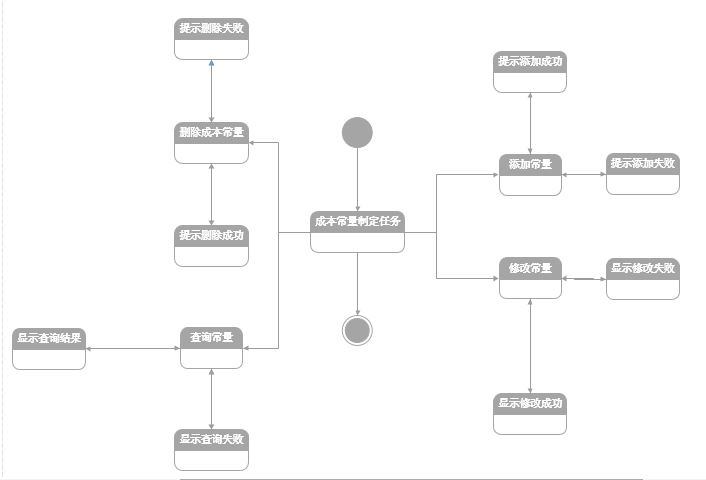 提示删除失败
提示添加成功
删除成本常量
添加常量
提示添加失败
成本常量制定任务
提示删除成功
修改常量
显示修改失败
显示查询结果
查询常量
显示修改成功
显示查询失败